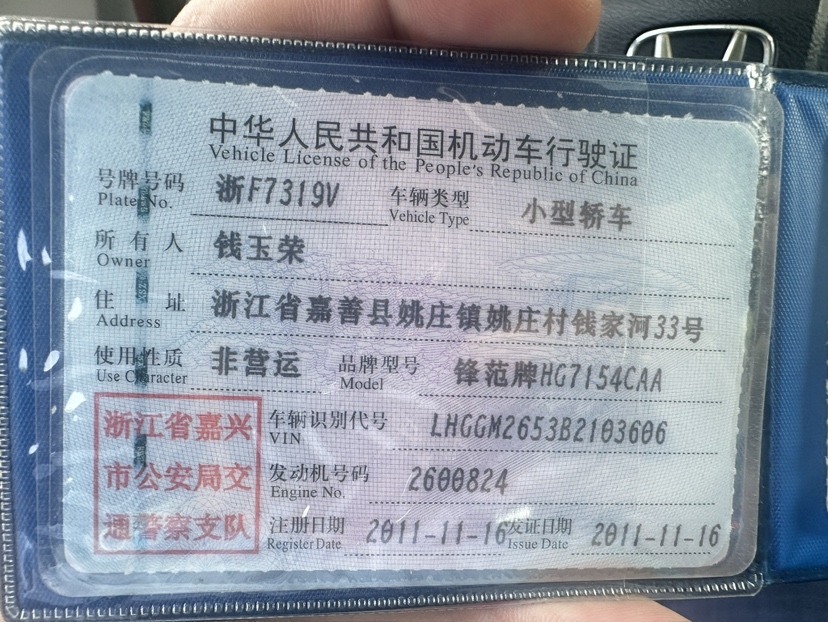 中华人民共和国机动车行驶证
Vehicle License of the People's Republic of China
号牌号码 浙F7319V 车辆类型 小型轿车
Plate No. Vehicle Type
所有人 钱玉荣
Owner
住址 浙江省嘉善县姚庄镇姚庄村钱家河33号
Address
使用性质 非营运 品牌型号 锋范牌HG7154CAA
Use Character Model
浙江省嘉兴 车辆识别代号 LHGGM2653B2103606
VIN
市公安局交 发动机号码 2600824
Engine No.
通警察支队 注册日期 2011-11-16 发证日期 2011-11-16
Register Date Issue Date